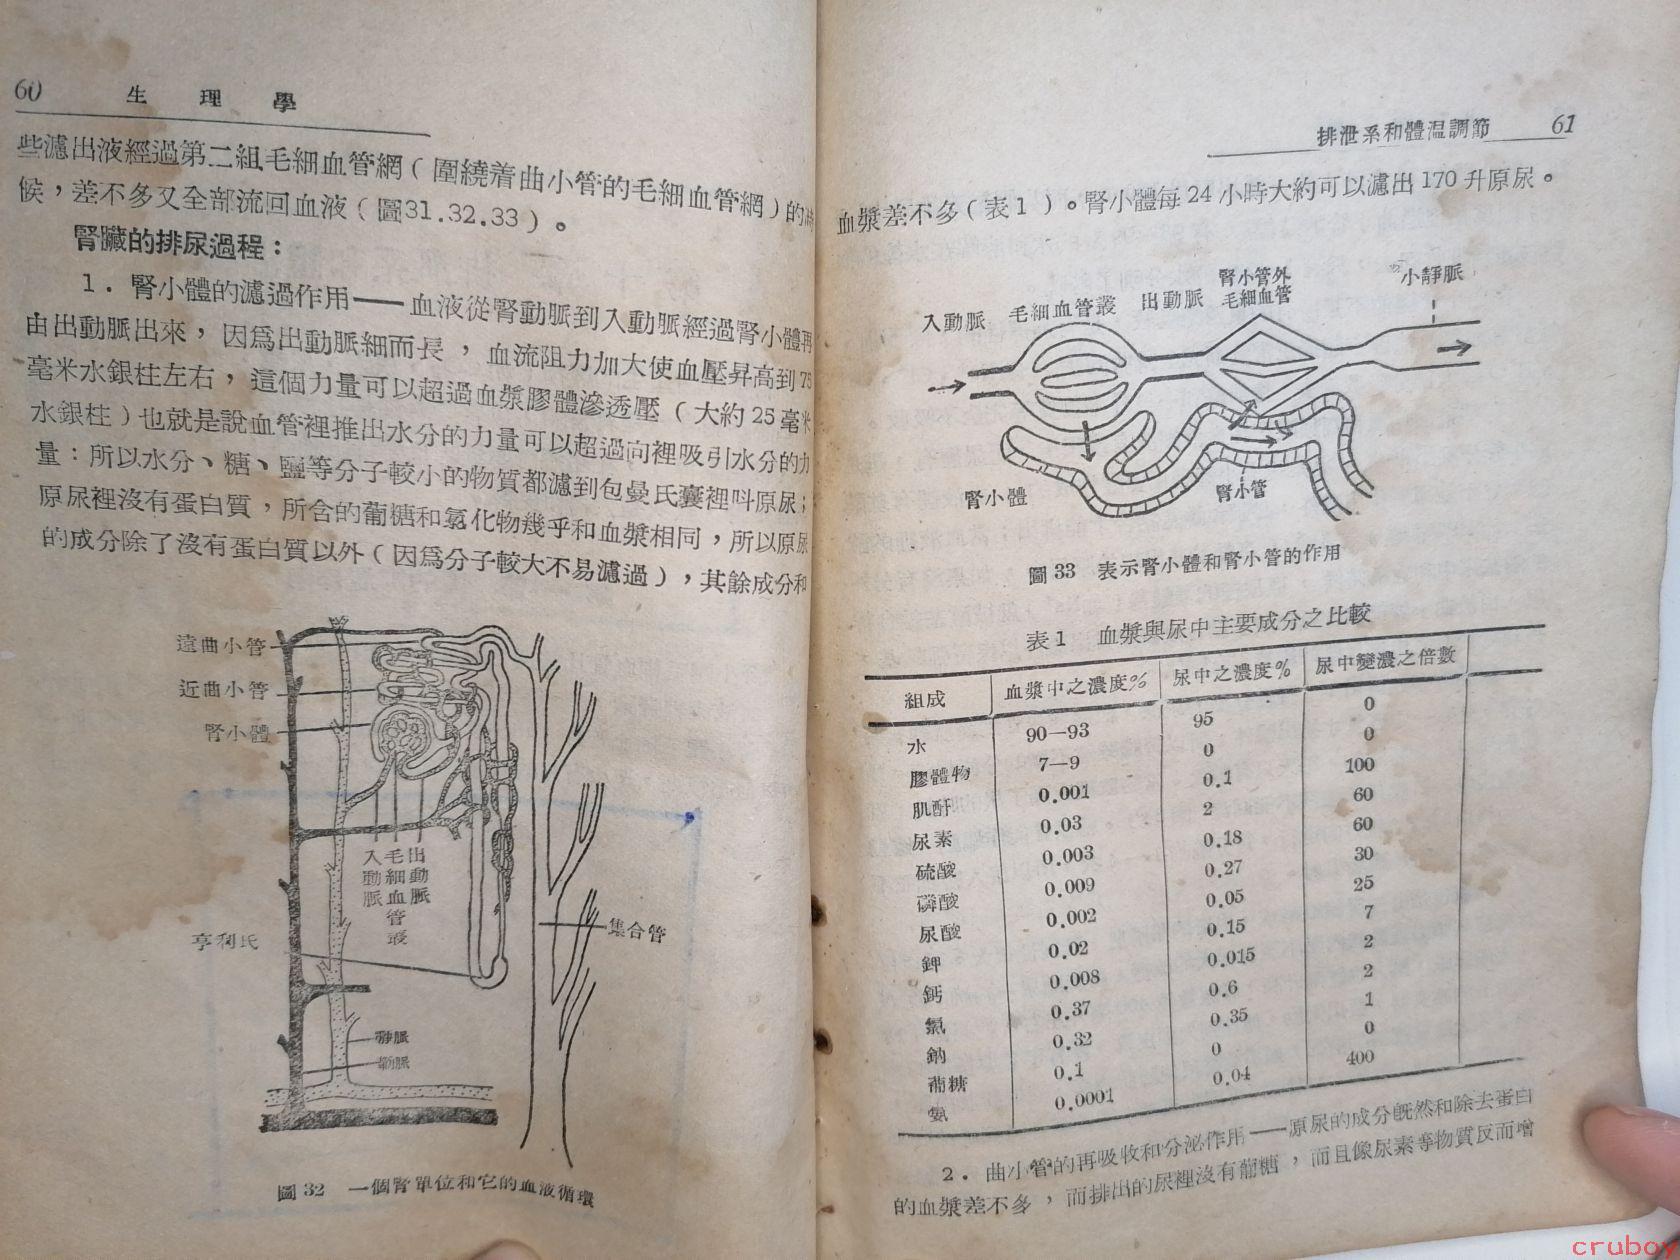 60 生理學
些濾出液經過第二組毛細血管網(圍繞着曲小管的毛細血管網)的時
候，差不多又全部流回血液(圖31.32.33)。
腎臟的排尿過程：
1．腎小體的濾過作用——血液從腎動脈到入動脈經過腎小體再
由出動脈出來，因爲出動脈細而長，血流阻力加大使血壓昇高到75
毫米水銀柱左右，這個力量可以超過血漿膠體滲透壓(大約25毫米
水銀柱)也就是說血管裡推出水分的力量可以超過向裡吸引水分的力
量：所以水分、糖、鹽等分子較小的物質都濾到包曼氏囊裡叫原尿；
原尿裡沒有蛋白質，所含的葡糖和氯化物幾乎和血漿相同，所以原尿
的成分除了沒有蛋白質以外(因爲分子較大不易濾過)，其餘成分和
遠曲小管
近曲小管
腎小體
入動脈
毛細血管叢
出動脈
亨利氏
集合管
靜脈
動脈
圖32 一個腎單位和它的血液循環
排泄系和體温調節 61
血漿差不多(表1)。腎小體每24小時大約可以濾出170升原尿。
入動脈 毛細血管叢 出動脈 腎小管外毛細血管 小靜脈
腎小體
腎小管
圖33 表示腎小體和腎小管的作用
表1 血漿與尿中主要成分之比較
組成 血漿中之濃度% 尿中之濃度% 尿中變濃之倍數
水 90—93 95 0
膠體物 7—9 0 0
肌酐 0.001 0.1 100
尿素 0.03 2 60
硫酸 0.003 0.18 60
磷酸 0.009 0.27 30
尿酸 0.002 0.05 25
鉀 0.02 0.15 7
鈣 0.008 0.015 2
氯 0.37 0.6 2
鈉 0.32 0.35 1
葡糖 0.1 0 0
氨 0.0001 0.04 400
2．曲小管的再吸收和分泌作用——原尿的成分既然和除去蛋白
的血漿差不多，而排出的尿裡沒有葡糖，而且像尿素等物質反而增
cruboy